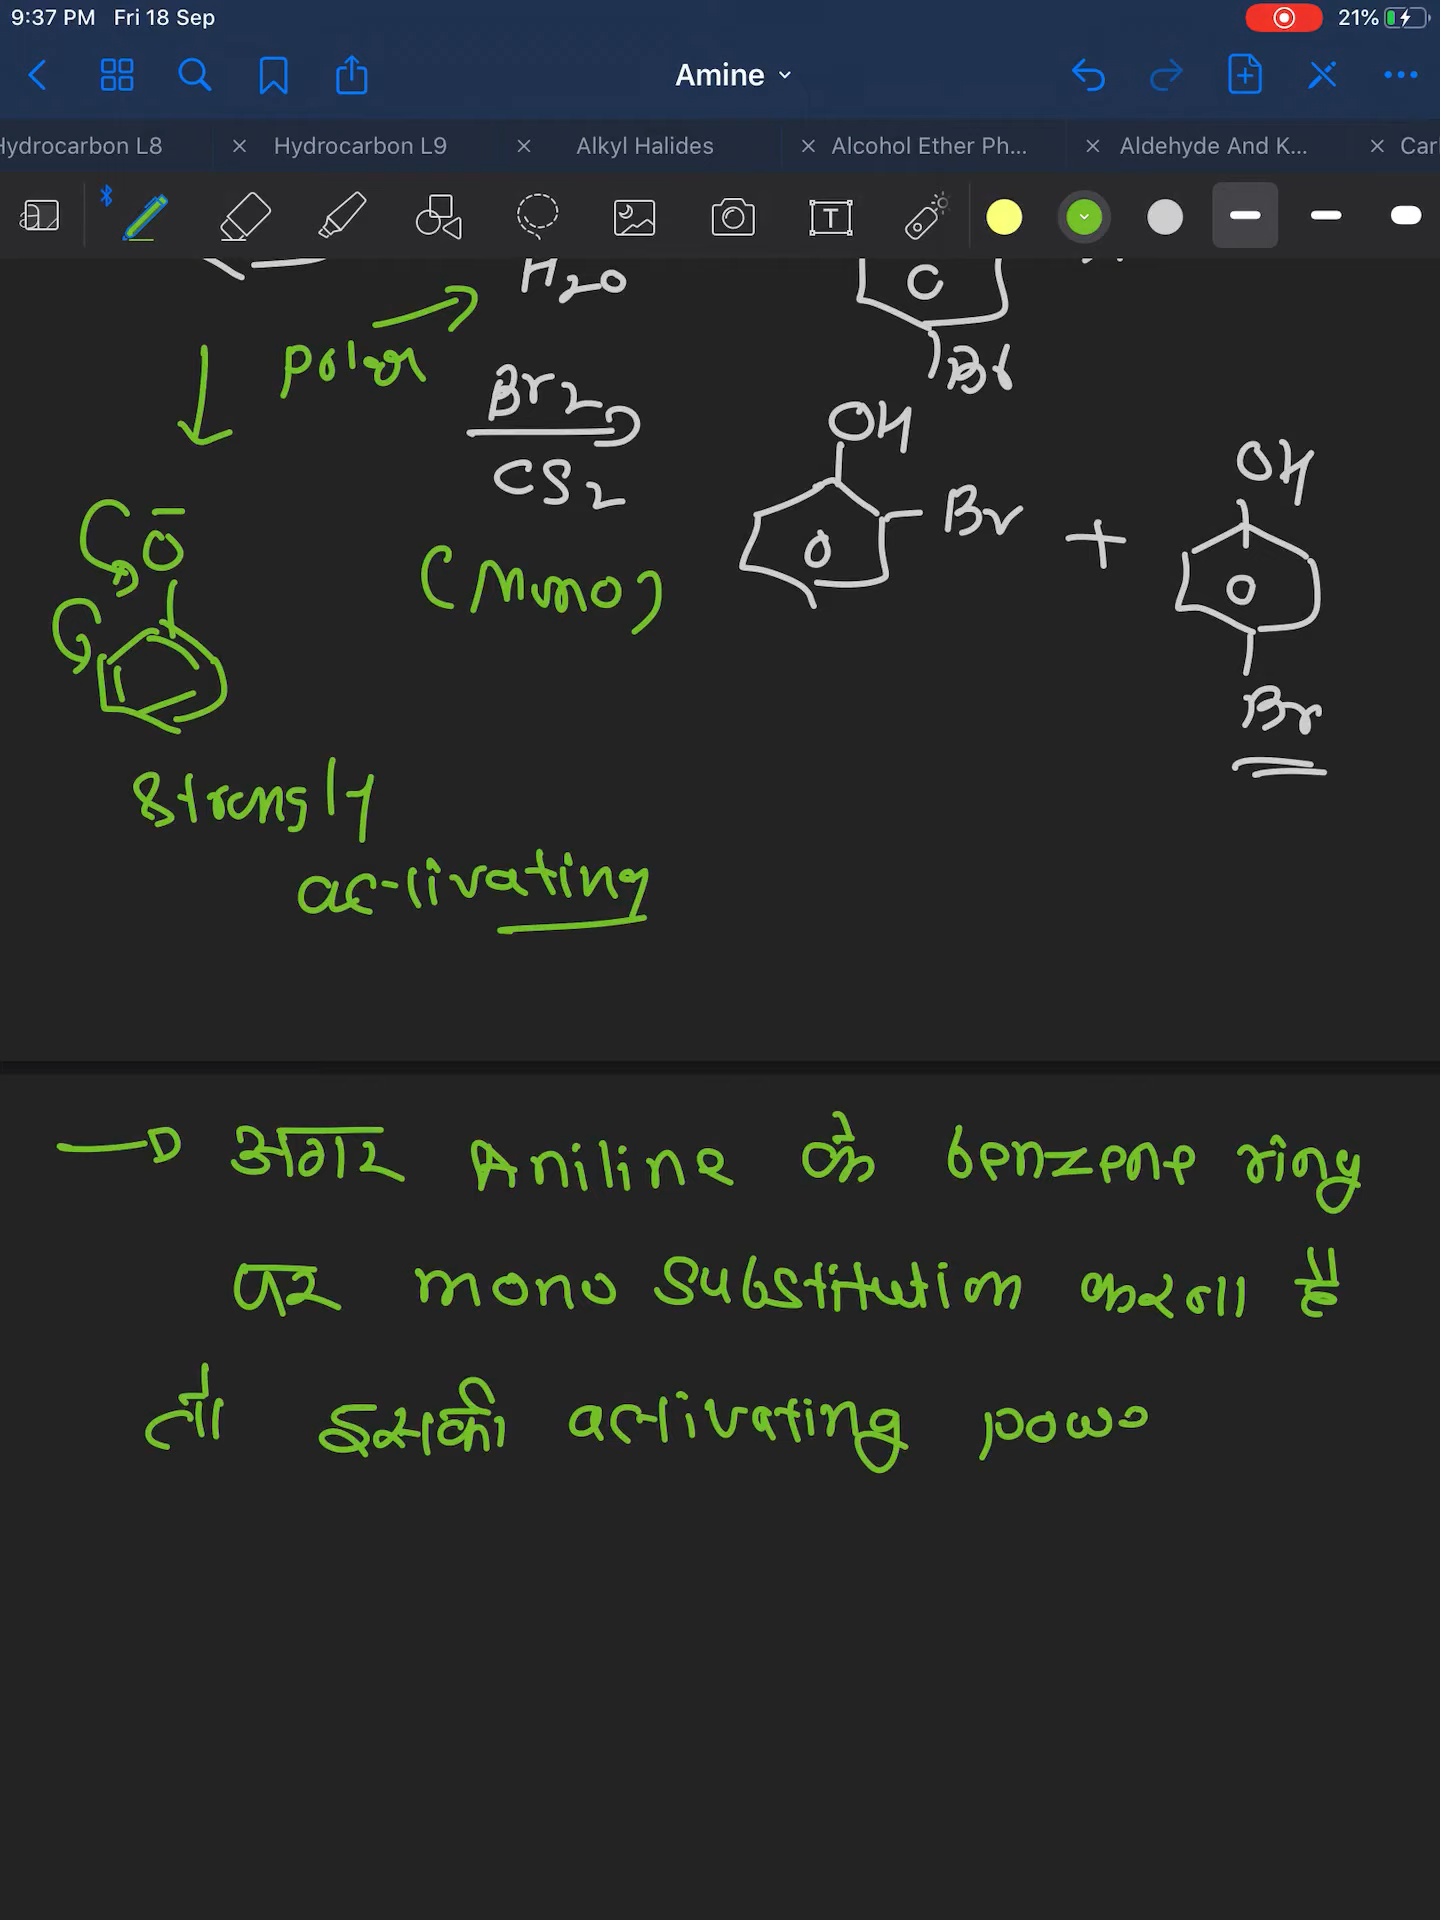 9:37 PM Fri 18 Sep 21%
Amine
Hydrocarbon L8 × Hydrocarbon L9 × Alkyl Halides × Alcohol Ether Ph... × Aldehyde And K... × Car
T
H2O
Polar
Br2
CS2
(Mono)
Br
OH
Br
+
OH
Br
O-
Strongly
activating
→ अगर Aniline के benzene ring
पर mono substitution करना है
तो इसकी activating powe